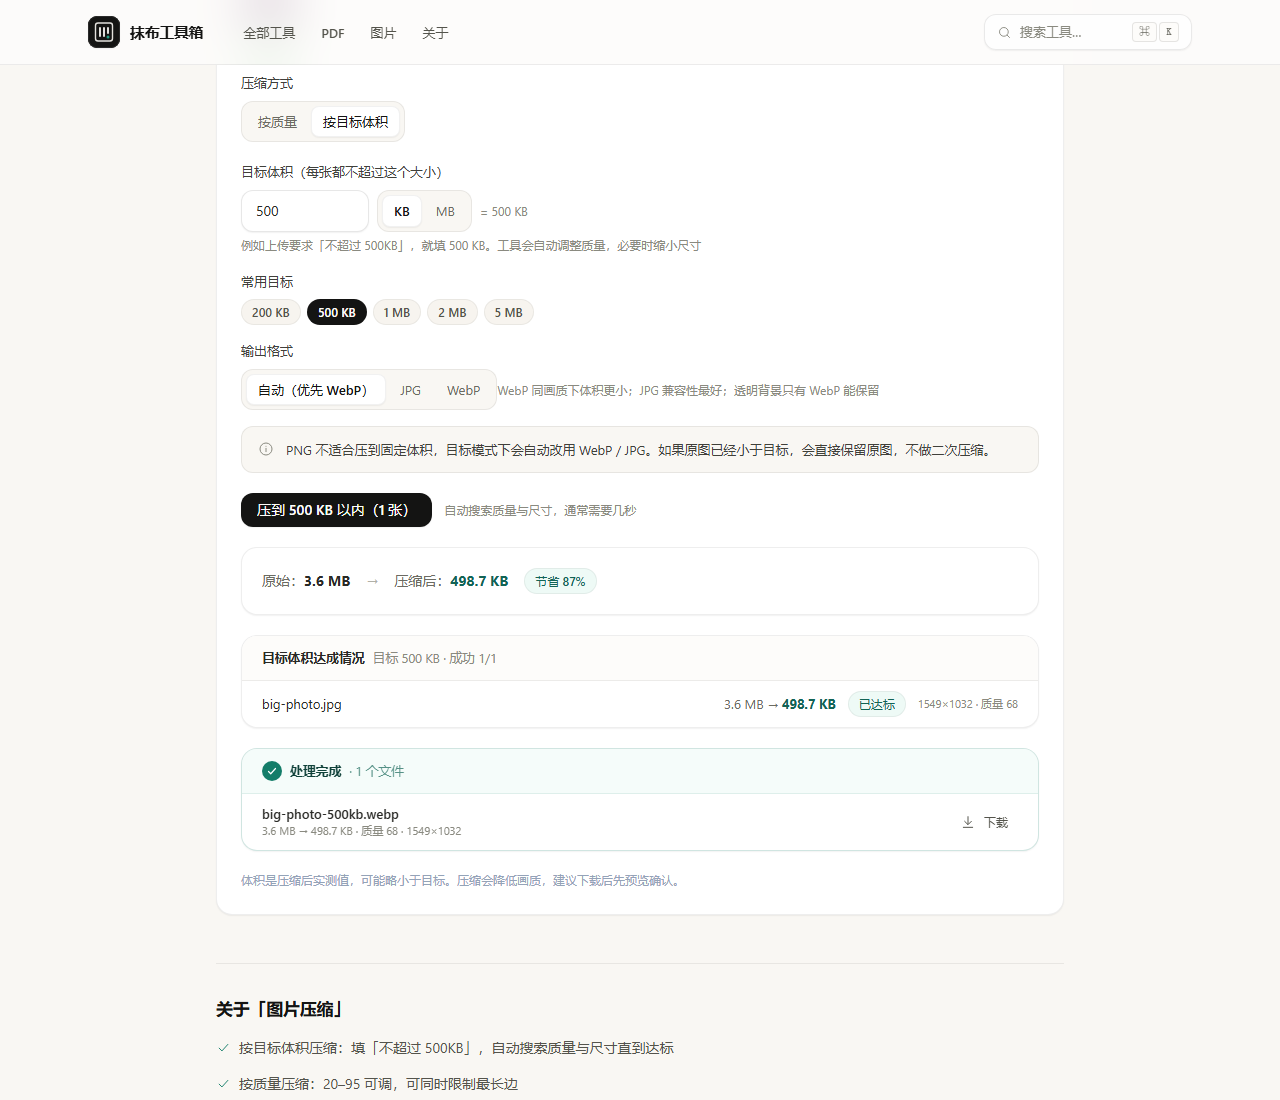 抹布工具箱
全部工具 PDF 图片 关于
搜索工具... ⌘ K
压缩方式
按质量 按目标体积
目标体积（每张都不超过这个大小）
500 KB MB = 500 KB
例如上传要求「不超过 500KB」，就填 500 KB。工具会自动调整质量，必要时缩小尺寸
常用目标
200 KB 500 KB 1 MB 2 MB 5 MB
输出格式
自动（优先 WebP） JPG WebP WebP 同画质下体积更小；JPG 兼容性最好；透明背景只有 WebP 能保留
PNG 不适合压到固定体积，目标模式下会自动改用 WebP / JPG。如果原图已经小于目标，会直接保留原图，不做二次压缩。
压到 500 KB 以内（1 张） 自动搜索质量与尺寸，通常需要几秒
原始：3.6 MB → 压缩后：498.7 KB 节省 87%
目标体积达成情况 目标 500 KB · 成功 1/1
big-photo.jpg 3.6 MB → 498.7 KB 已达标 1549×1032 · 质量 68
处理完成 · 1 个文件
big-photo-500kb.webp
3.6 MB → 498.7 KB · 质量 68 · 1549×1032
下载
体积是压缩后实测值，可能略小于目标。压缩会降低画质，建议下载后先预览确认。
关于「图片压缩」
按目标体积压缩：填「不超过 500KB」，自动搜索质量与尺寸直到达标
按质量压缩：20–95 可调，可同时限制最长边